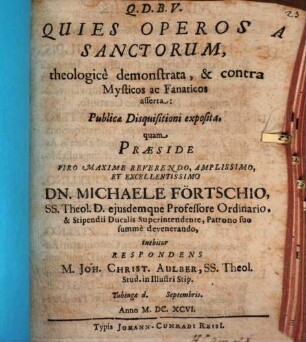 Q. D. B. V.
QUIES OPEROSA
SANCTORUM,
theologicè demonstrata, & contra
Mysticos ac Fanaticos
asserta:
Publicæ Disquisitioni exposita,
quam
PRÆSIDE
VIRO MAXIME REVERENDO, AMPLISSIMO,
ET EXCELLENTISSIMO
DN. MICHAELE FÖRTSCHIO,
SS. Theol. D. ejusdemque Professore Ordinario,
& Stipendii Ducalis Superintendente, Patrono suo
summè devenerando,
tuebitur
RESPONDENS
M. JOH. CHRIST. AULBER, SS. Theol.
Stud. in Illustri Stip.
Tubingæ d. Septembris.
Anno M. DC. XCVI.
Typis JOHANN-CUNRADI REISI.